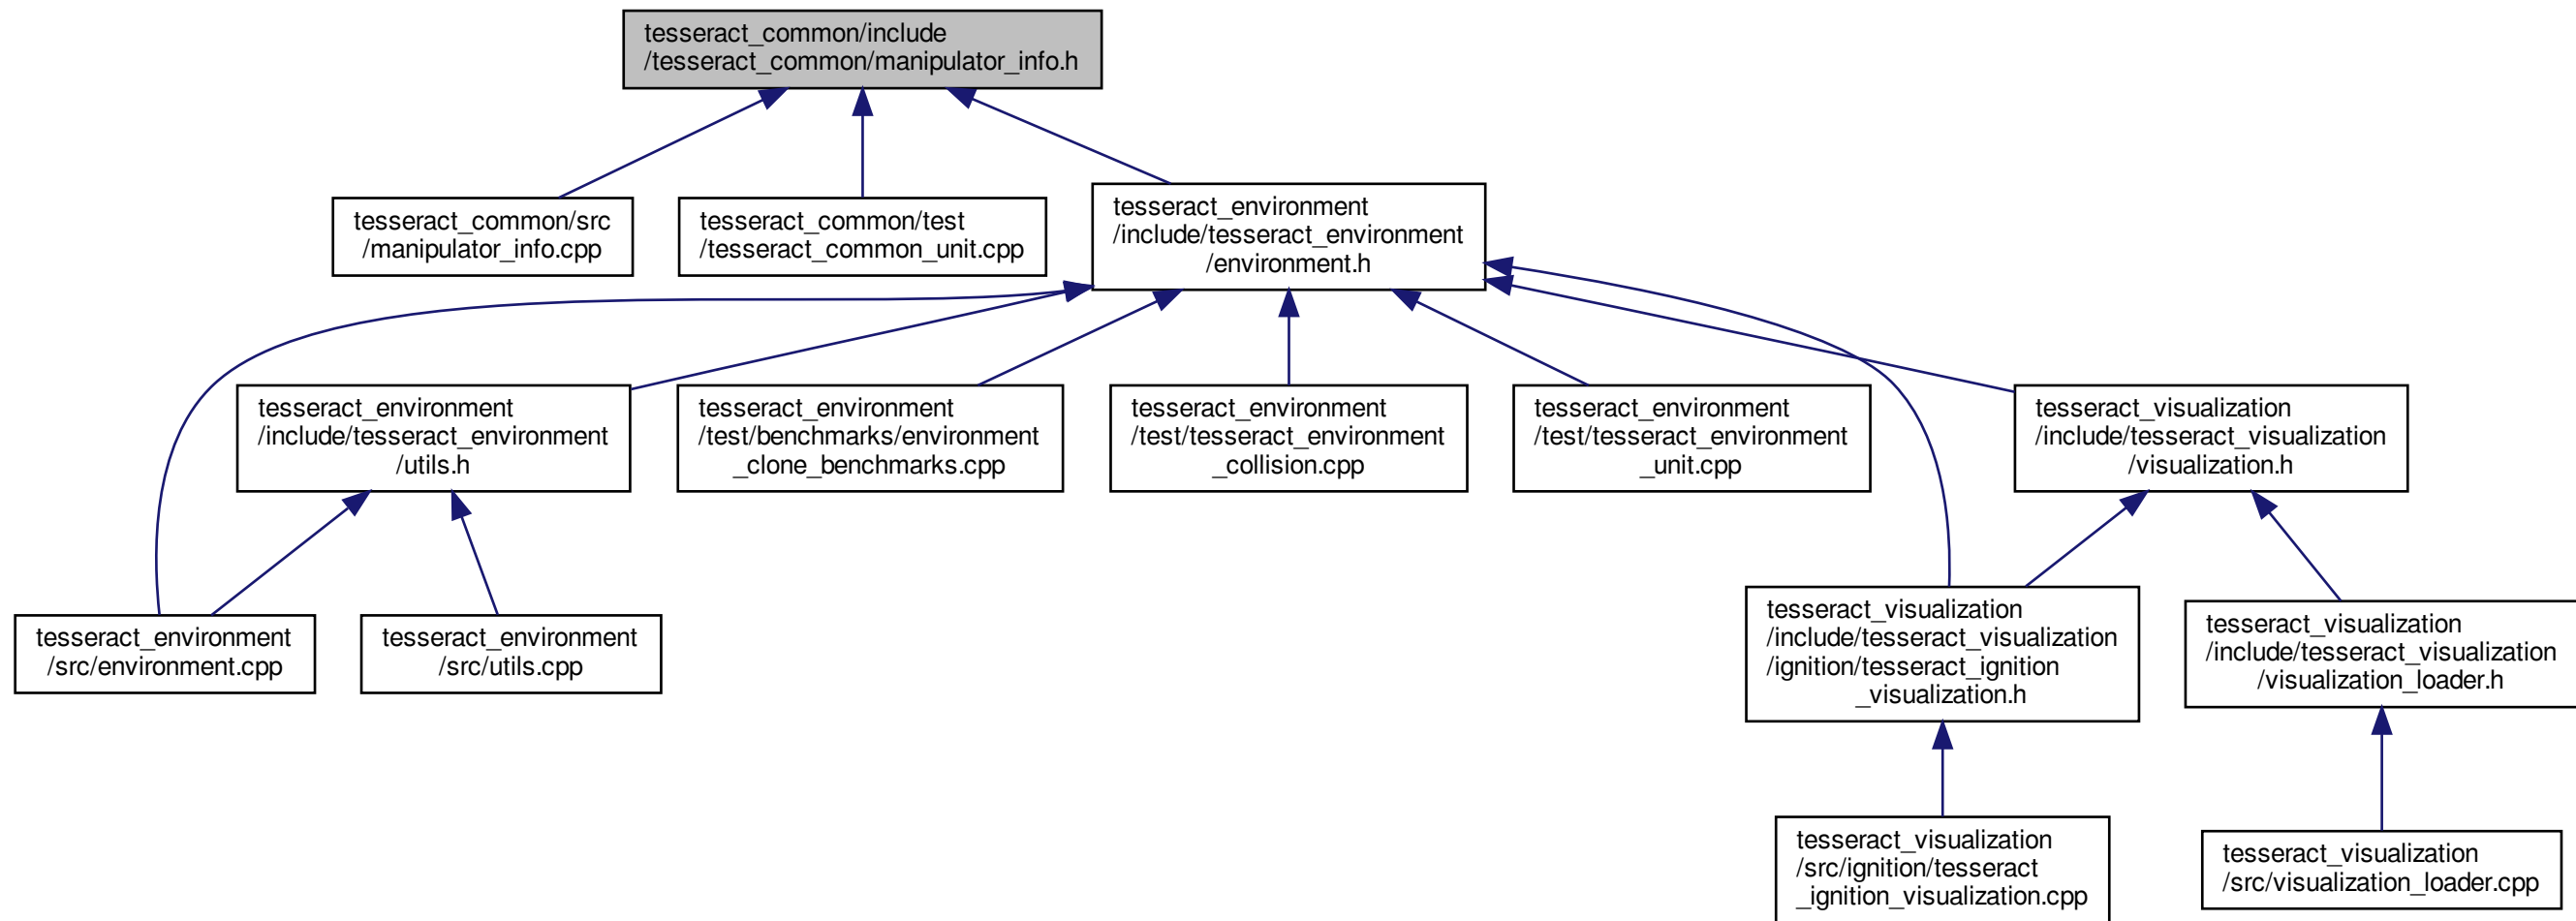 tesseract_common/include
/tesseract_common/manipulator_info.h
tesseract_common/src
/manipulator_info.cpp
tesseract_common/test
/tesseract_common_unit.cpp
tesseract_environment
/include/tesseract_environment
/environment.h
tesseract_environment
/include/tesseract_environment
/utils.h
tesseract_environment
/test/benchmarks/environment
_clone_benchmarks.cpp
tesseract_environment
/test/tesseract_environment
_collision.cpp
tesseract_environment
/test/tesseract_environment
_unit.cpp
tesseract_visualization
/include/tesseract_visualization
/visualization.h
tesseract_environment
/src/environment.cpp
tesseract_environment
/src/utils.cpp
tesseract_visualization
/include/tesseract_visualization
/ignition/tesseract_ignition
_visualization.h
tesseract_visualization
/include/tesseract_visualization
/visualization_loader.h
tesseract_visualization
/src/ignition/tesseract
_ignition_visualization.cpp
tesseract_visualization
/src/visualization_loader.cpp